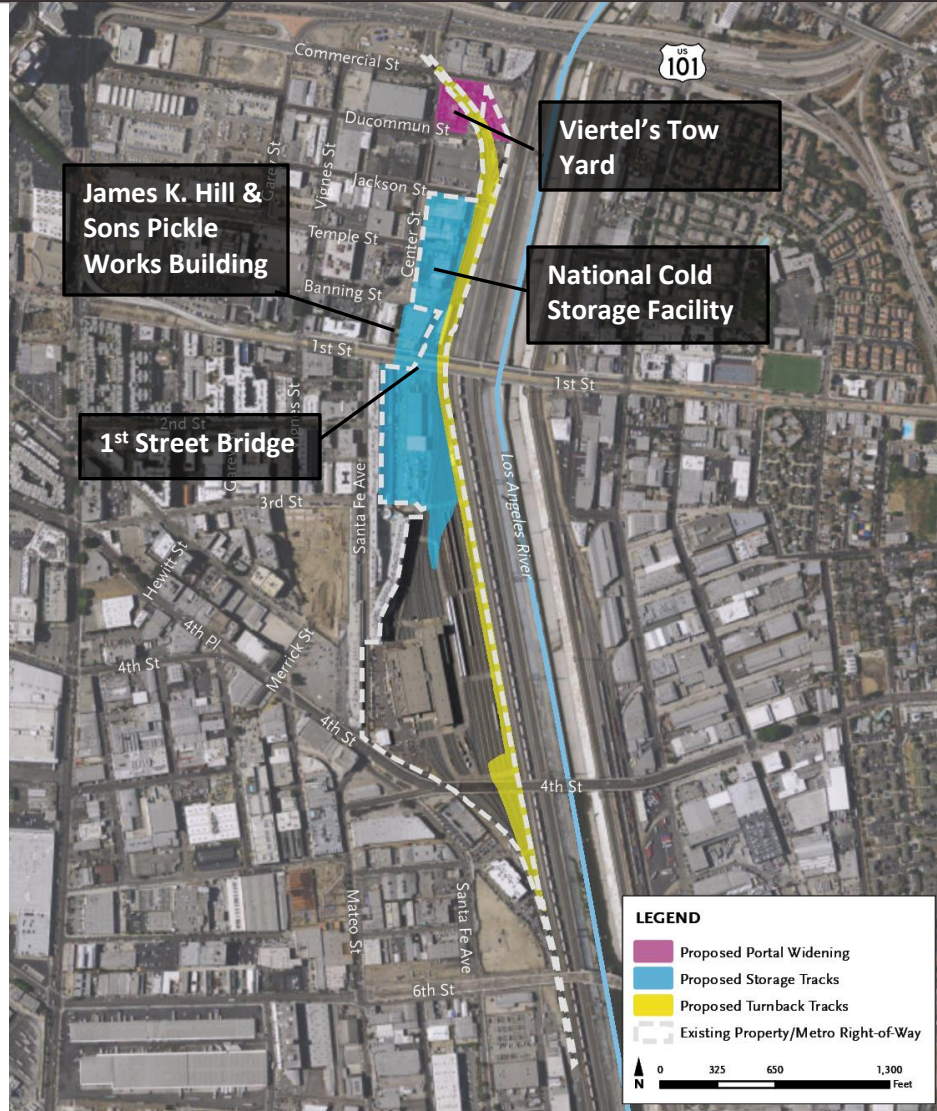 Commercial St
US
101
Viertel's Tow
Yard
Ducommun St
Garey St
Vignes St
Jackson St
James K. Hill &
Sons Pickle
Works Building
Center St
Temple St
National Cold
Storage Facility
Banning St
1st St
1st St
2nd St
1st Street Bridge
Santa Fe Ave
3rd St
Los Angeles River
Hewitt St
4th Pl
Merrick St
4th St
4th St
4th St
Mateo St
Santa Fe Ave
6th St
LEGEND
Proposed Portal Widening
Proposed Storage Tracks
Proposed Turnback Tracks
Existing Property/Metro Right-of-Way
N
0 325 650 1,300
Feet